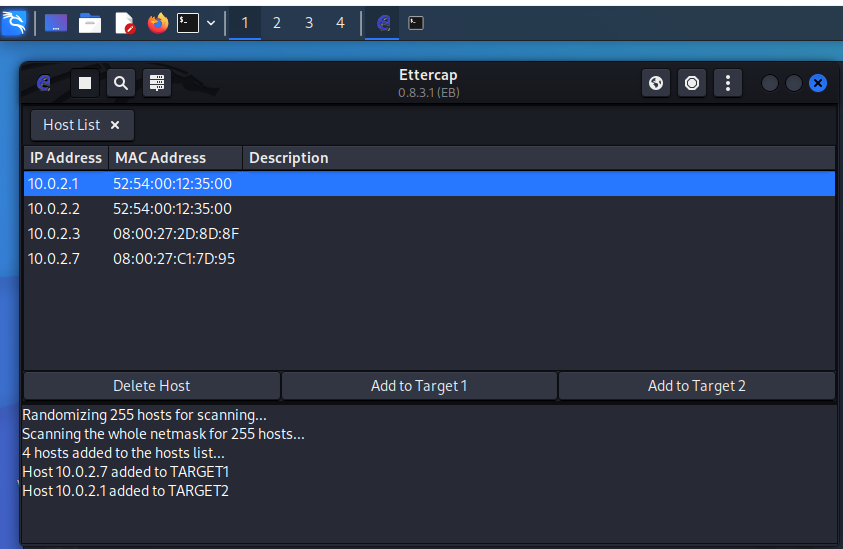 1 2 3 4
Ettercap
0.8.3.1 (EB)
Host List
IP Address MAC Address Description
10.0.2.1 52:54:00:12:35:00
10.0.2.2 52:54:00:12:35:00
10.0.2.3 08:00:27:2D:8D:8F
10.0.2.7 08:00:27:C1:7D:95
Delete Host Add to Target 1 Add to Target 2
Randomizing 255 hosts for scanning...
Scanning the whole netmask for 255 hosts...
4 hosts added to the hosts list...
Host 10.0.2.7 added to TARGET1
Host 10.0.2.1 added to TARGET2